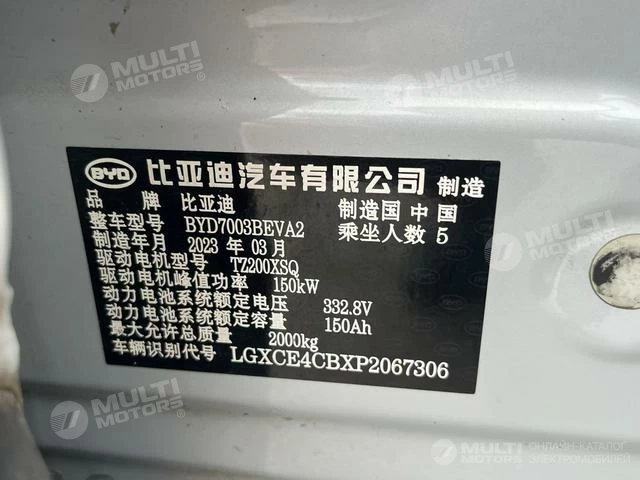 MULTI
MOTORS
MULTI
MOTORS
BYD 比亚迪汽车有限公司 制造
品牌 比亚迪 制造国 中国
整车型号 BYD7003BEVA2 乘坐人数 5
制造年月 2023 年 03 月
驱动电机型号 TZ200XSQ
驱动电机峰值功率 150kW
动力电池系统额定电压 332.8V
动力电池系统额定容量 150Ah
最大允许总质量 2000kg
车辆识别代号 LGXCE4CBXP2067306
MULTI
MOTORS
MULTI
MOTORS
ОНЛАЙН-КАТАЛОГ
ЭЛЕКТРОМОБИЛЕЙ